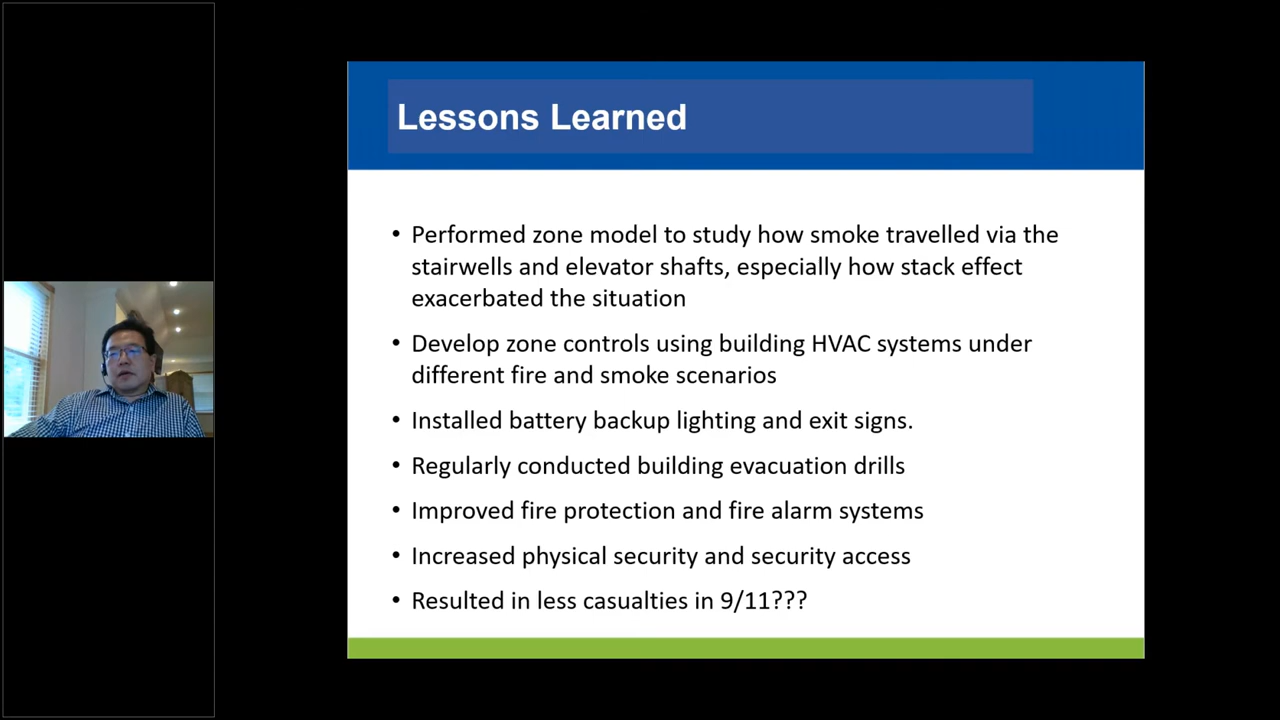 Lessons Learned
• Performed zone model to study how smoke travelled via the
stairwells and elevator shafts, especially how stack effect
exacerbated the situation
• Develop zone controls using building HVAC systems under
different fire and smoke scenarios
• Installed battery backup lighting and exit signs.
• Regularly conducted building evacuation drills
• Improved fire protection and fire alarm systems
• Increased physical security and security access
• Resulted in less casualties in 9/11???